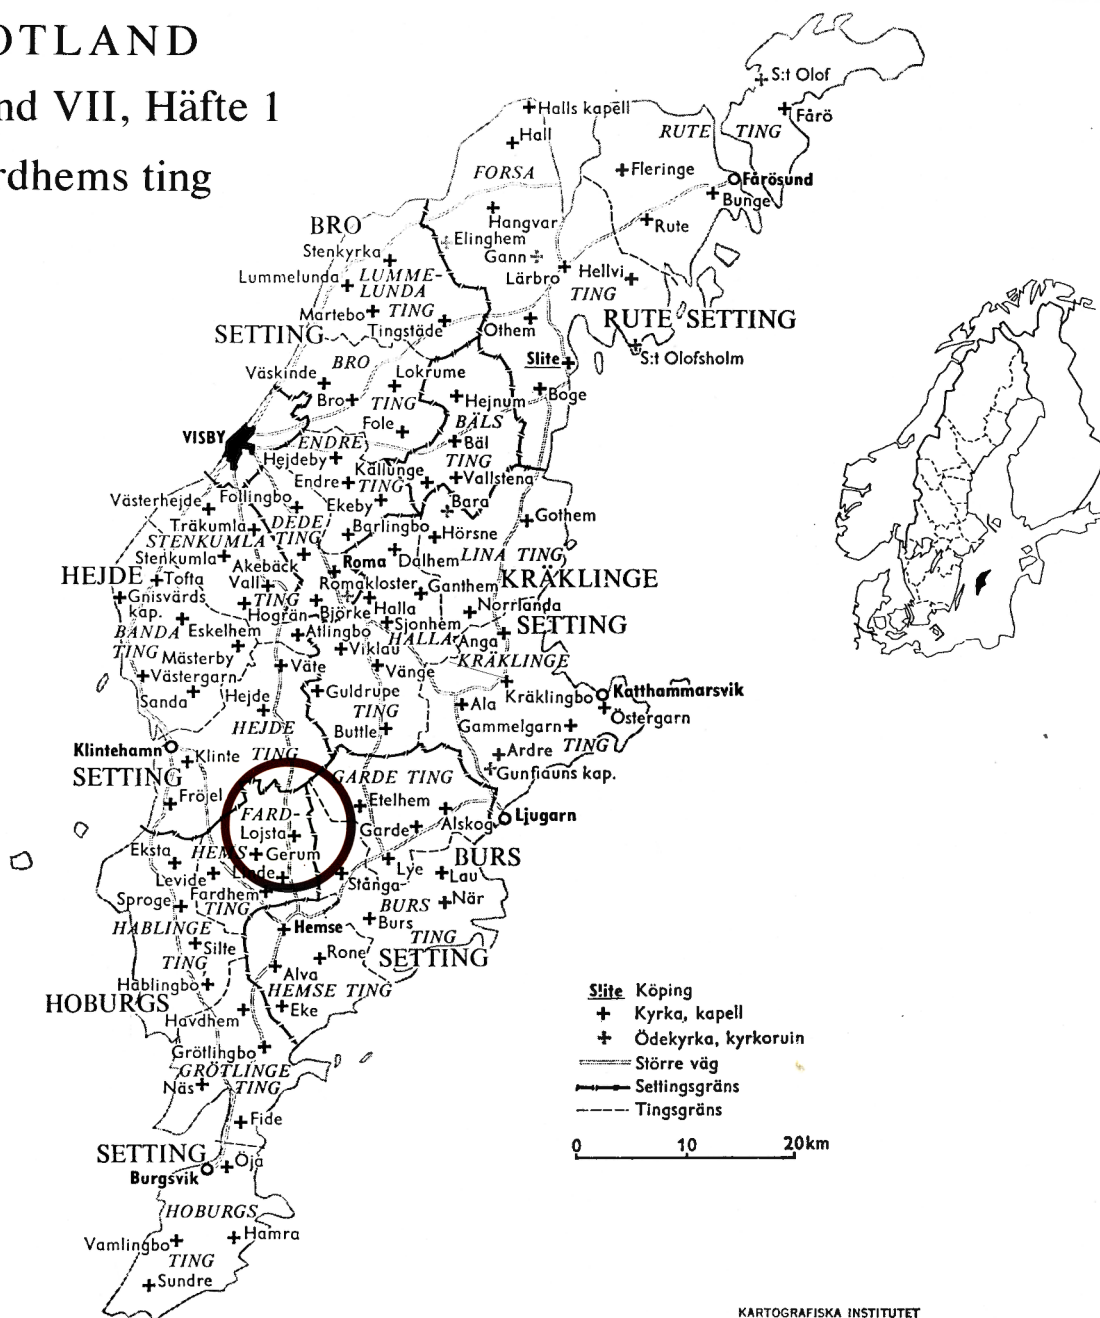 OTLAND
nd VII, Häfte 1
rdhems ting
S:t Olof
Halls kapell
Fårö
RUTE TING
Hall
Fleringe
FORSA
Fårösund
Bunge
Hangvar
BRO
Rute
Elinghem
Stenkyrka
Gann
Lärbro
Hellvi
Lummelunda
LUMME-
LUNDA
TING
TING
Martebo
Tingstäde
Othem
RUTE SETTING
SETTING
S:t Olofsholm
Slite
BRO
Väskinde
Lokrume
Boge
Bro
TING
Hejnum
Fole
BÄLS
VISBY
ENDRE
Bäl
Hejdeby
TING
Källunge
Endre
TING
Vallstena
Västerhejde
Follingbo
Ekeby
Bara
Gothem
Träkumla
DEDE
Barlingbo
STENKUMLA TING
Hörsne
Stenkumla
Akebäck
Roma
Dalhem
LINA TING
HEJDE
Tofta
Vall
Romakloster
Ganthem
KRÄKLINGE
Gnisvärds
kap.
TING
Hogrän
Björke
Halla
Norrlanda
BANDA
Eskelhem
Atlingbo
Sjonhem
SETTING
TING
HALLA
Anga
Mästerby
Viklau
KRÄKLINGE
Västergarn
Väte
Vänge
Sanda
Hejde
Guldrupe
Kräklingbo
Katthammarsvik
TING
Ala
Östergarn
HEJDE
Buttle
Gammelgarn
Klintehamn
Klinte
TING
Ardre
TING
SETTING
GARDE TING
Gunfiauns kap.
Fröjel
Etelhem
FARD-
Lojsta
Garde
Alskog
Ljugarn
Eksta
HEMS
Gerum
BURS
Levide
Linde
Lye
Lau
Stånga
Sproge
Fardhem
TING
BURS
När
HABLINGE
Hemse
Burs
TING
Silte
TING
Rone
SETTING
Alva
Häblingbo
HEMSE TING
HOBURGS
Havdhem
Eke
Grötlingbo
GRÖTLINGE
Näs
TING
Fide
SETTING
Öja
Burgsvik
HOBURGS
Vamlingbo
Hamra
TING
Sundre
Slite Köping
Kyrka, kapell
Ödekyrka, kyrkoruin
Större väg
Settingsgräns
Tingsgräns
0 10 20km
KARTOGRAFISKA INSTITUTET